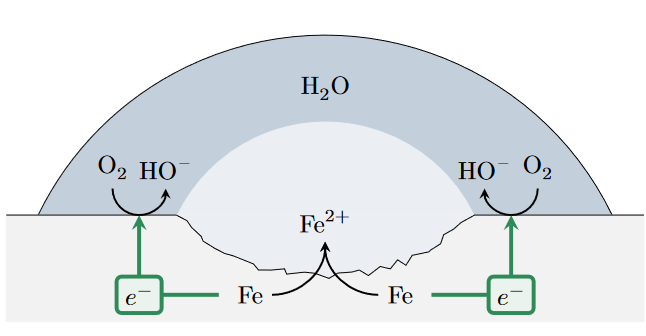 H₂O
O₂ HO⁻ HO⁻ O₂
Fe²⁺
e⁻ Fe Fe e⁻